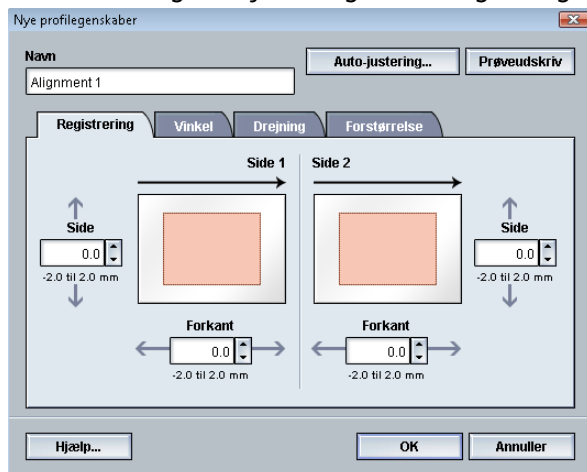 Nye profilegenskaber
Navn
Alignment 1
Auto-justering...
Prøveudskriv
Registrering
Vinkel
Drejning
Forstørrelse
Side 1
Side 2
Side
0.0
-2.0 til 2.0 mm
Side
0.0
-2.0 til 2.0 mm
Forkant
0.0
-2.0 til 2.0 mm
Forkant
0.0
-2.0 til 2.0 mm
Hjælp...
OK
Annuller